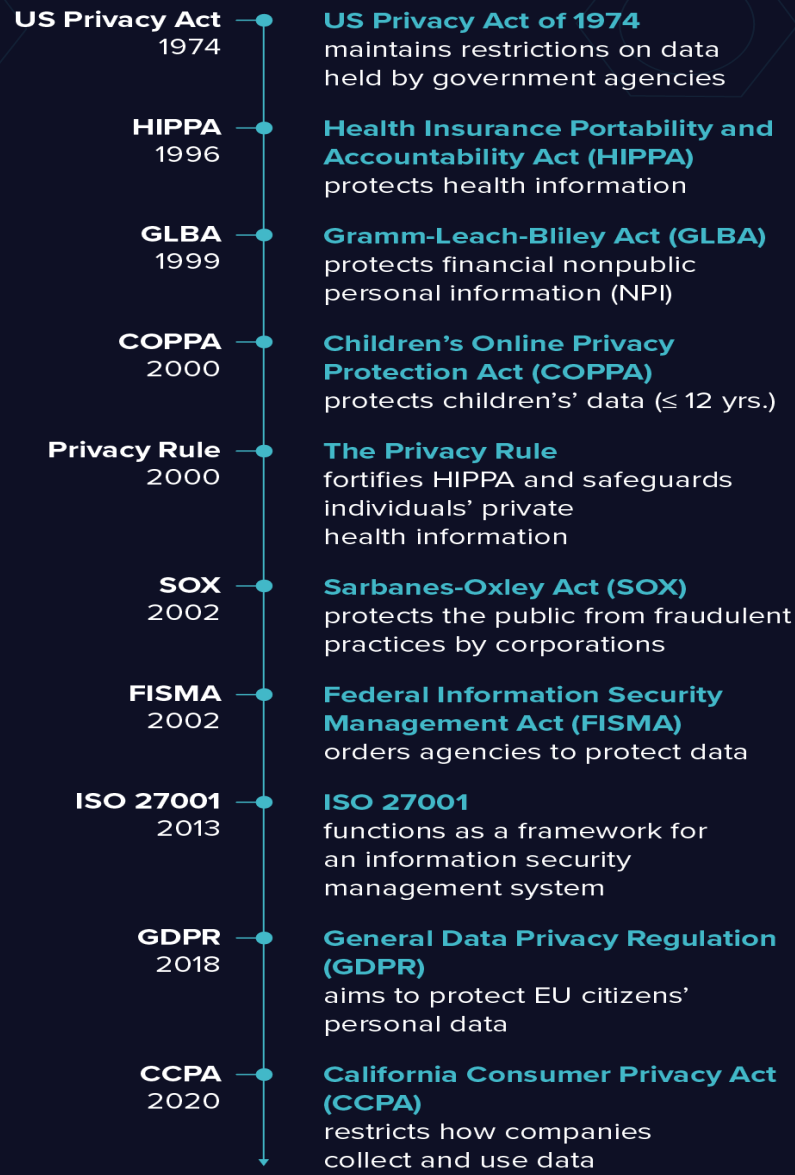 US Privacy Act
1974
US Privacy Act of 1974
maintains restrictions on data
held by government agencies
HIPPA
1996
Health Insurance Portability and
Accountability Act (HIPPA)
protects health information
GLBA
1999
Gramm-Leach-Bliley Act (GLBA)
protects financial nonpublic
personal information (NPI)
COPPA
2000
Children’s Online Privacy
Protection Act (COPPA)
protects children’s’ data (≤ 12 yrs.)
Privacy Rule
2000
The Privacy Rule
fortifies HIPPA and safeguards
individuals’ private
health information
SOX
2002
Sarbanes-Oxley Act (SOX)
protects the public from fraudulent
practices by corporations
FISMA
2002
Federal Information Security
Management Act (FISMA)
orders agencies to protect data
ISO 27001
2013
ISO 27001
functions as a framework for
an information security
management system
GDPR
2018
General Data Privacy Regulation
(GDPR)
aims to protect EU citizens’
personal data
CCPA
2020
California Consumer Privacy Act
(CCPA)
restricts how companies
collect and use data